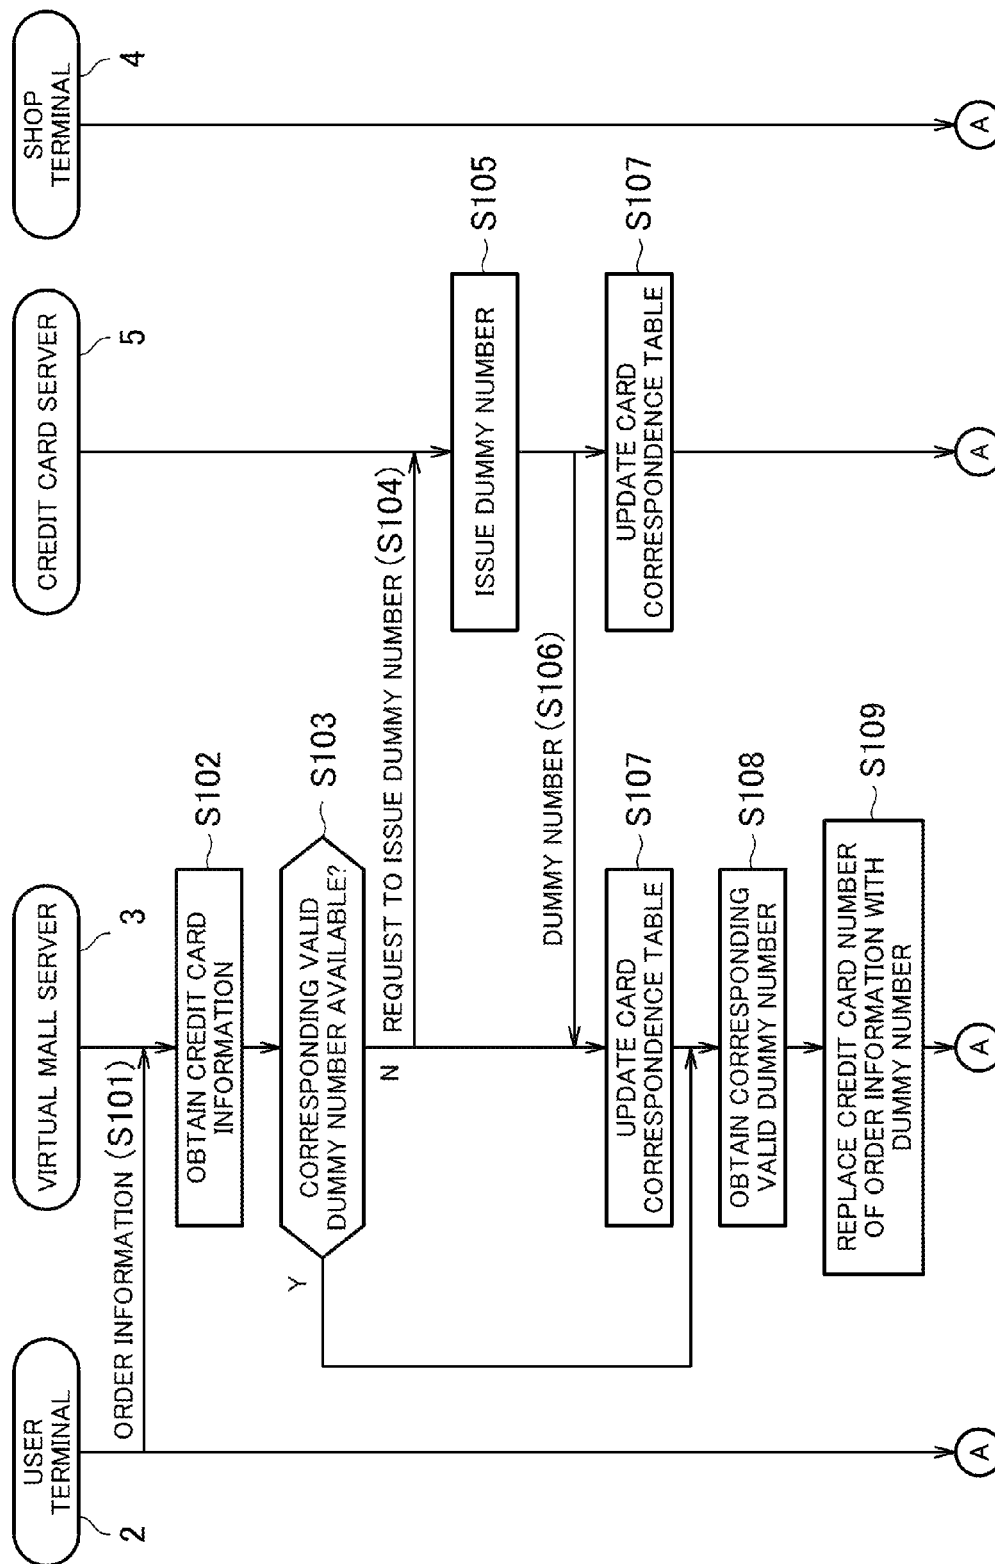 USER
TERMINAL
2
VIRTUAL MALL SERVER
3
CREDIT CARD SERVER
5
SHOP
TERMINAL
4
ORDER INFORMATION (S101)
OBTAIN CREDIT CARD
INFORMATION
S102
CORRESPONDING VALID
DUMMY NUMBER AVAILABLE?
S103
Y
N
REQUEST TO ISSUE DUMMY NUMBER (S104)
ISSUE DUMMY NUMBER
S105
DUMMY NUMBER (S106)
UPDATE CARD
CORRESPONDENCE TABLE
S107
UPDATE CARD
CORRESPONDENCE TABLE
S107
OBTAIN CORRESPONDING
VALID DUMMY NUMBER
S108
REPLACE CREDIT CARD NUMBER
OF ORDER INFORMATION WITH
DUMMY NUMBER
S109
A
A
A
A